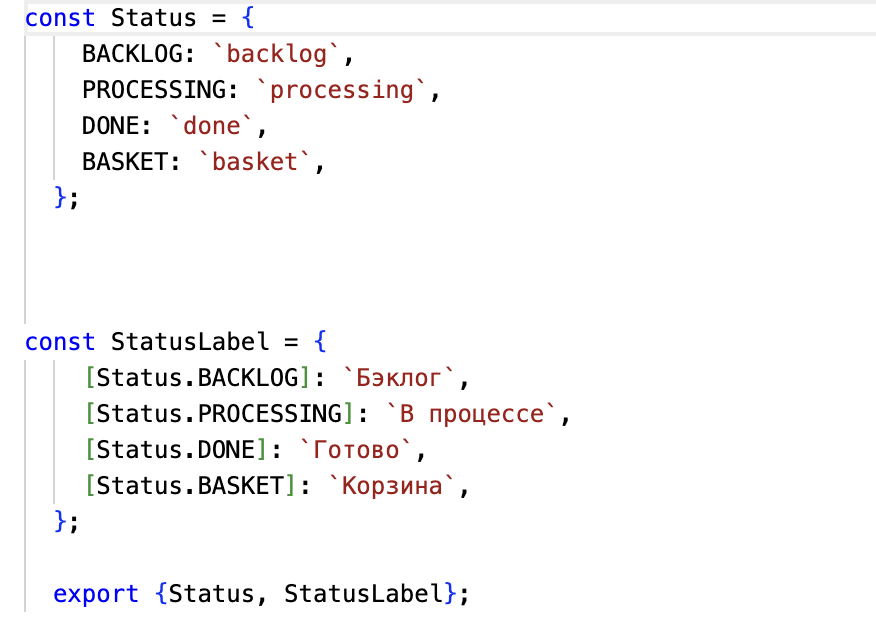 const Status = {
BACKLOG: `backlog`,
PROCESSING: `processing`,
DONE: `done`,
BASKET: `basket`,
};
const StatusLabel = {
[Status.BACKLOG]: `Бэклог`,
[Status.PROCESSING]: `В процессе`,
[Status.DONE]: `Готово`,
[Status.BASKET]: `Корзина`,
};
export {Status, StatusLabel};